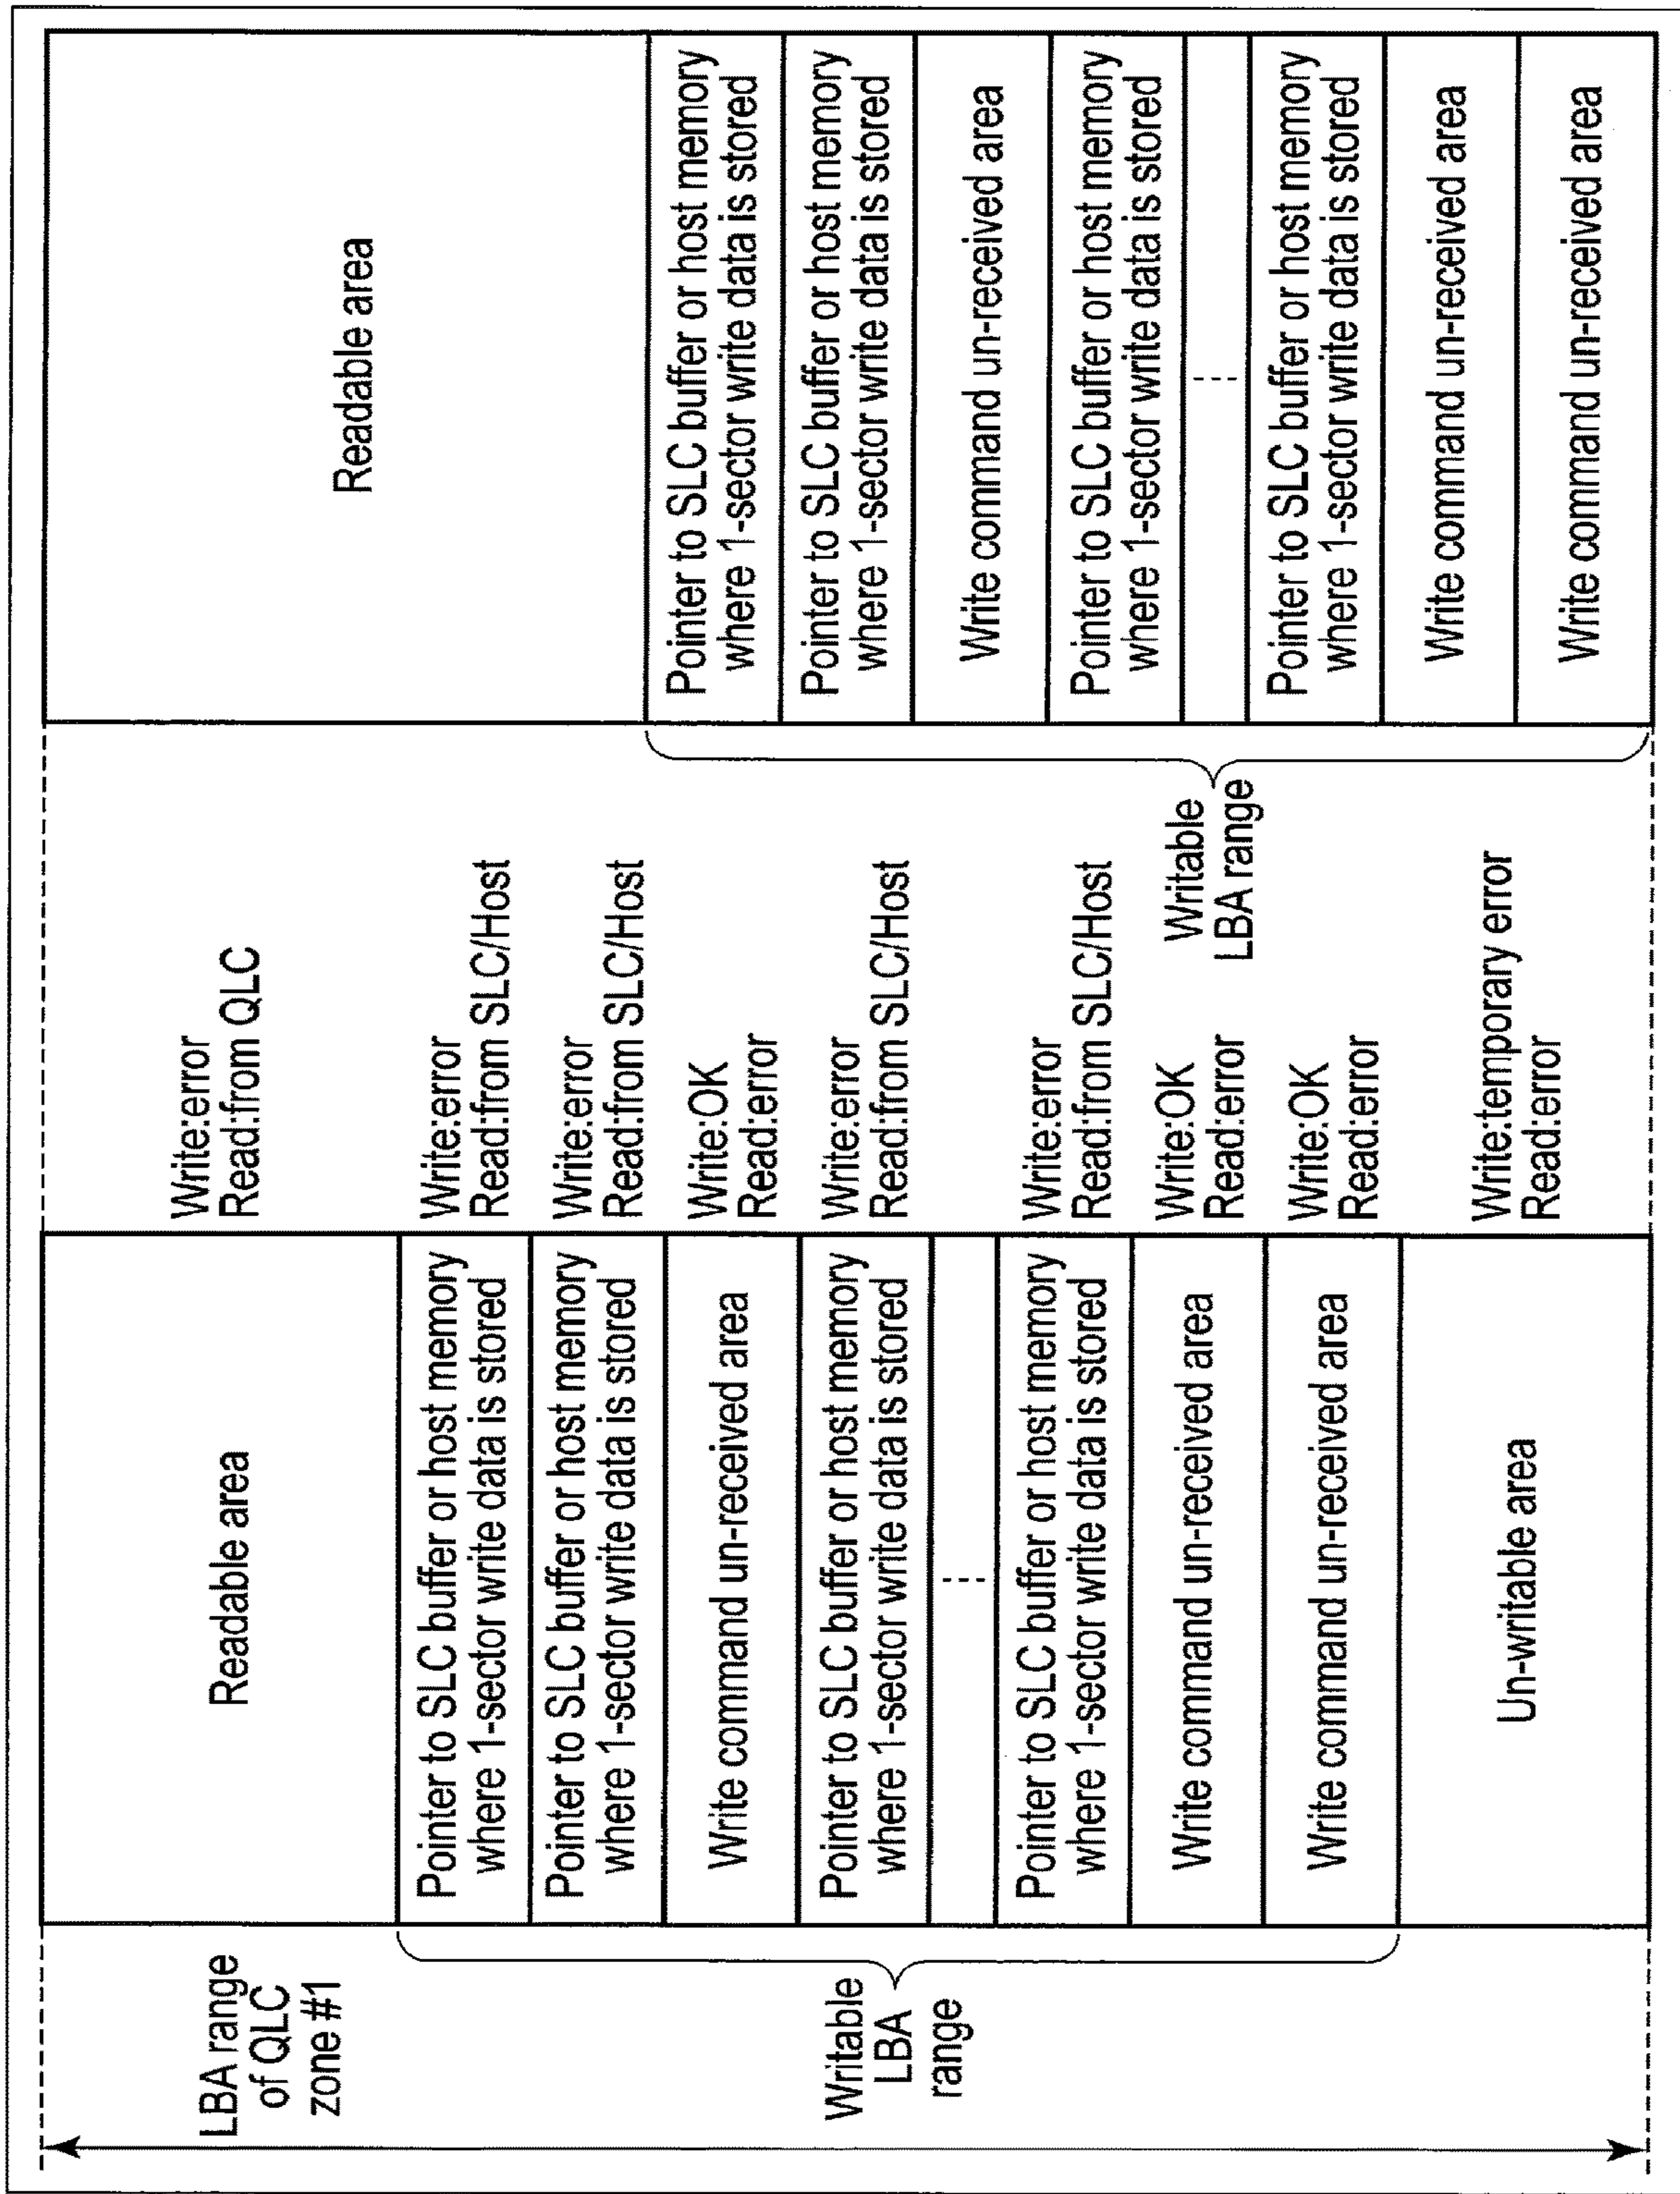 LBA range
of QLC
zone #1
Writable
LBA
range
Readable area
Pointer to SLC buffer or host memory
where 1-sector write data is stored
Pointer to SLC buffer or host memory
where 1-sector write data is stored
Write command un-received area
Pointer to SLC buffer or host memory
where 1-sector write data is stored
Pointer to SLC buffer or host memory
where 1-sector write data is stored
Write command un-received area
Write command un-received area
Un-writable area
Write:error
Read:from QLC
Write:error
Read:from SLC/Host
Write:error
Read:from SLC/Host
Write:OK
Read:error
Write:error
Read:from SLC/Host
Write:error
Read:from SLC/Host
Write:OK
Read:error
Write:OK
Read:error
Write:temporary error
Read:error
Writable
LBA range
Readable area
Pointer to SLC buffer or host memory
where 1-sector write data is stored
Pointer to SLC buffer or host memory
where 1-sector write data is stored
Write command un-received area
Pointer to SLC buffer or host memory
where 1-sector write data is stored
Pointer to SLC buffer or host memory
where 1-sector write data is stored
Write command un-received area
Write command un-received area